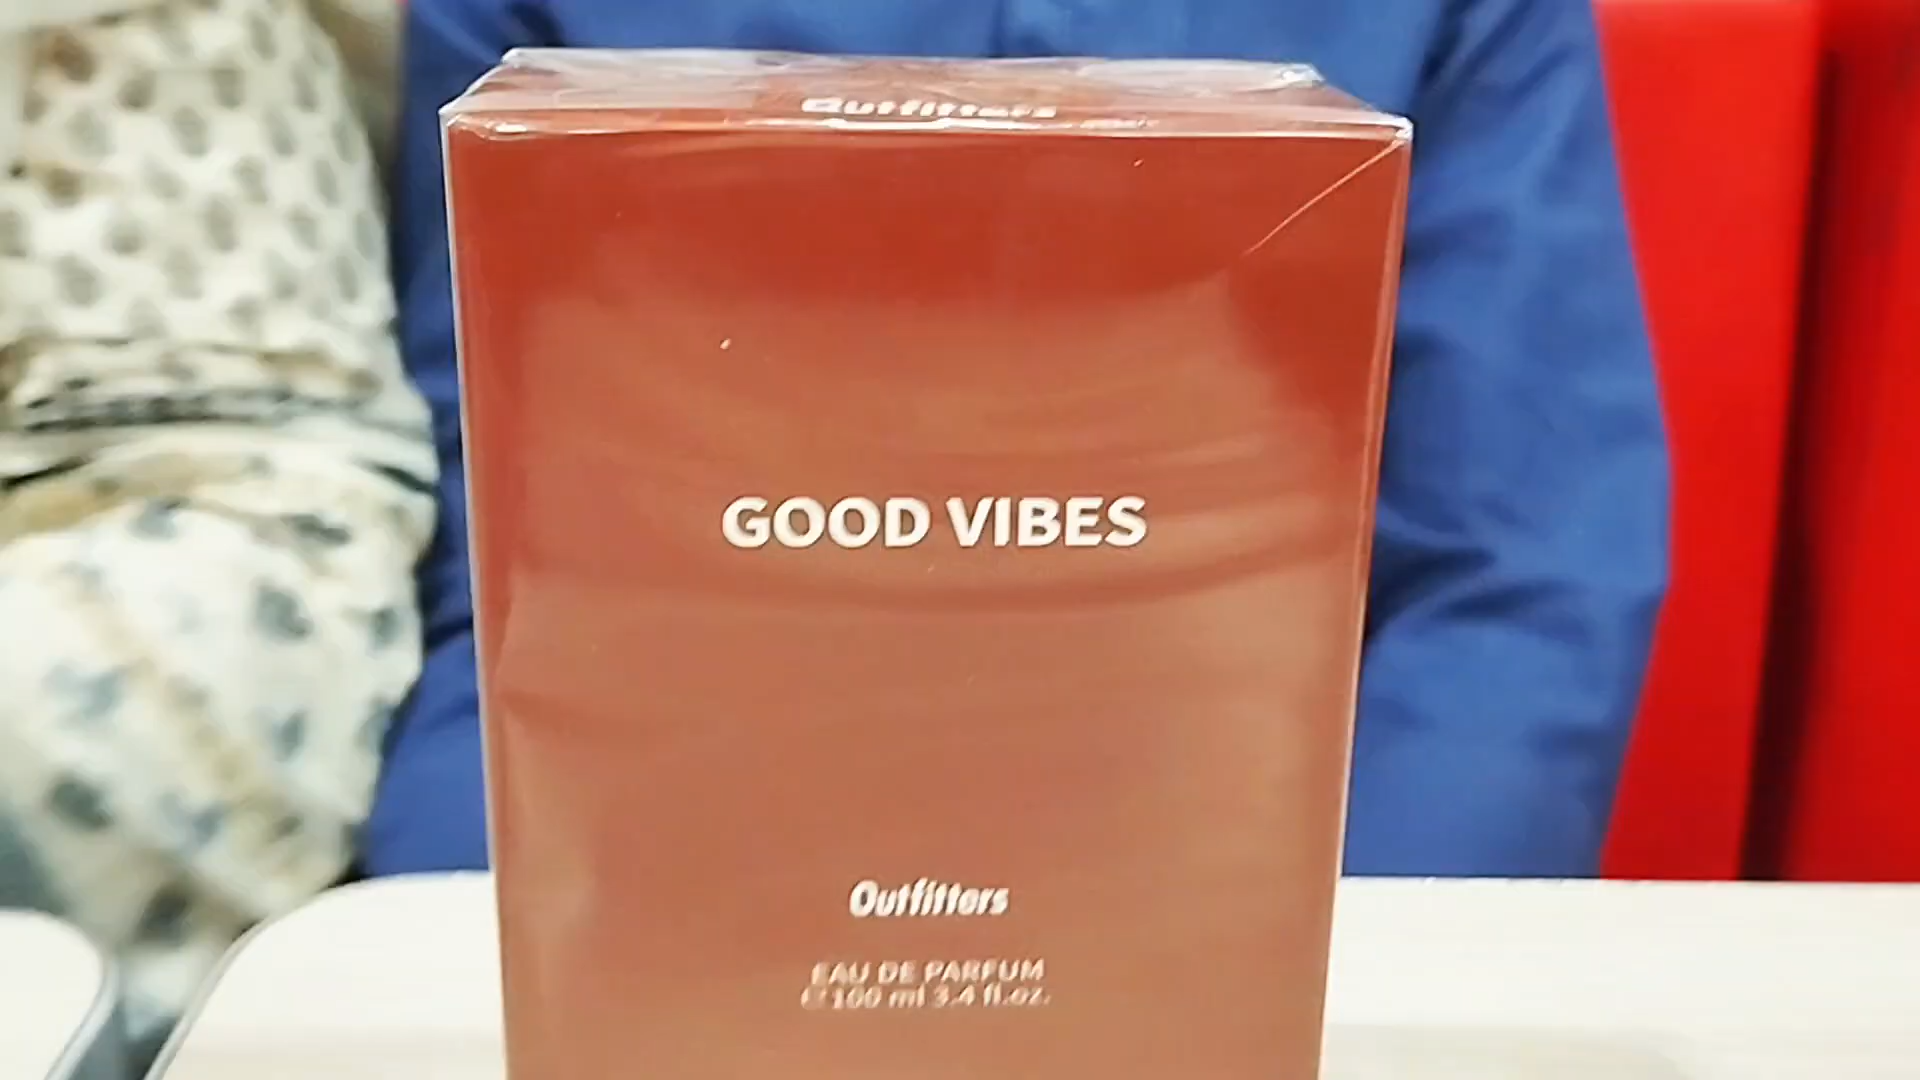 Outfitters
GOOD VIBES
Outfitters
EAU DE PARFUM
℮ 100 ml 3.4 fl.oz.